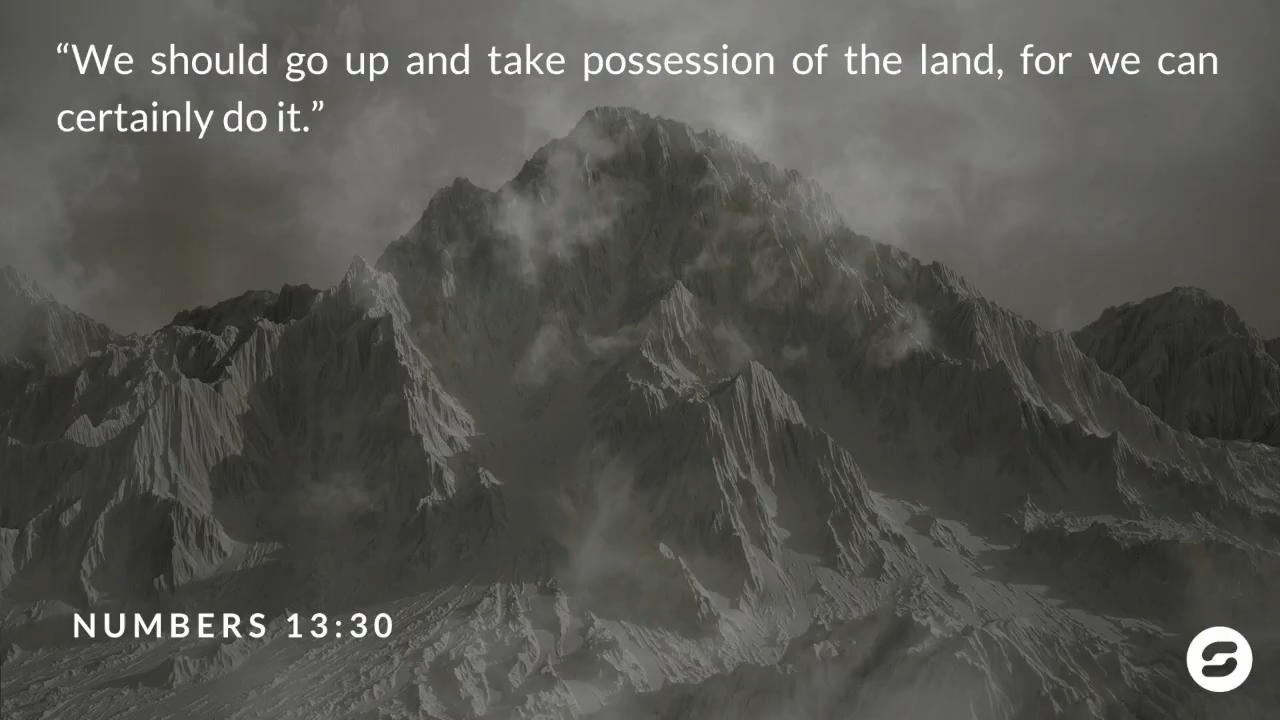 “We should go up and take possession of the land, for we can
certainly do it.”
NUMBERS 13:30